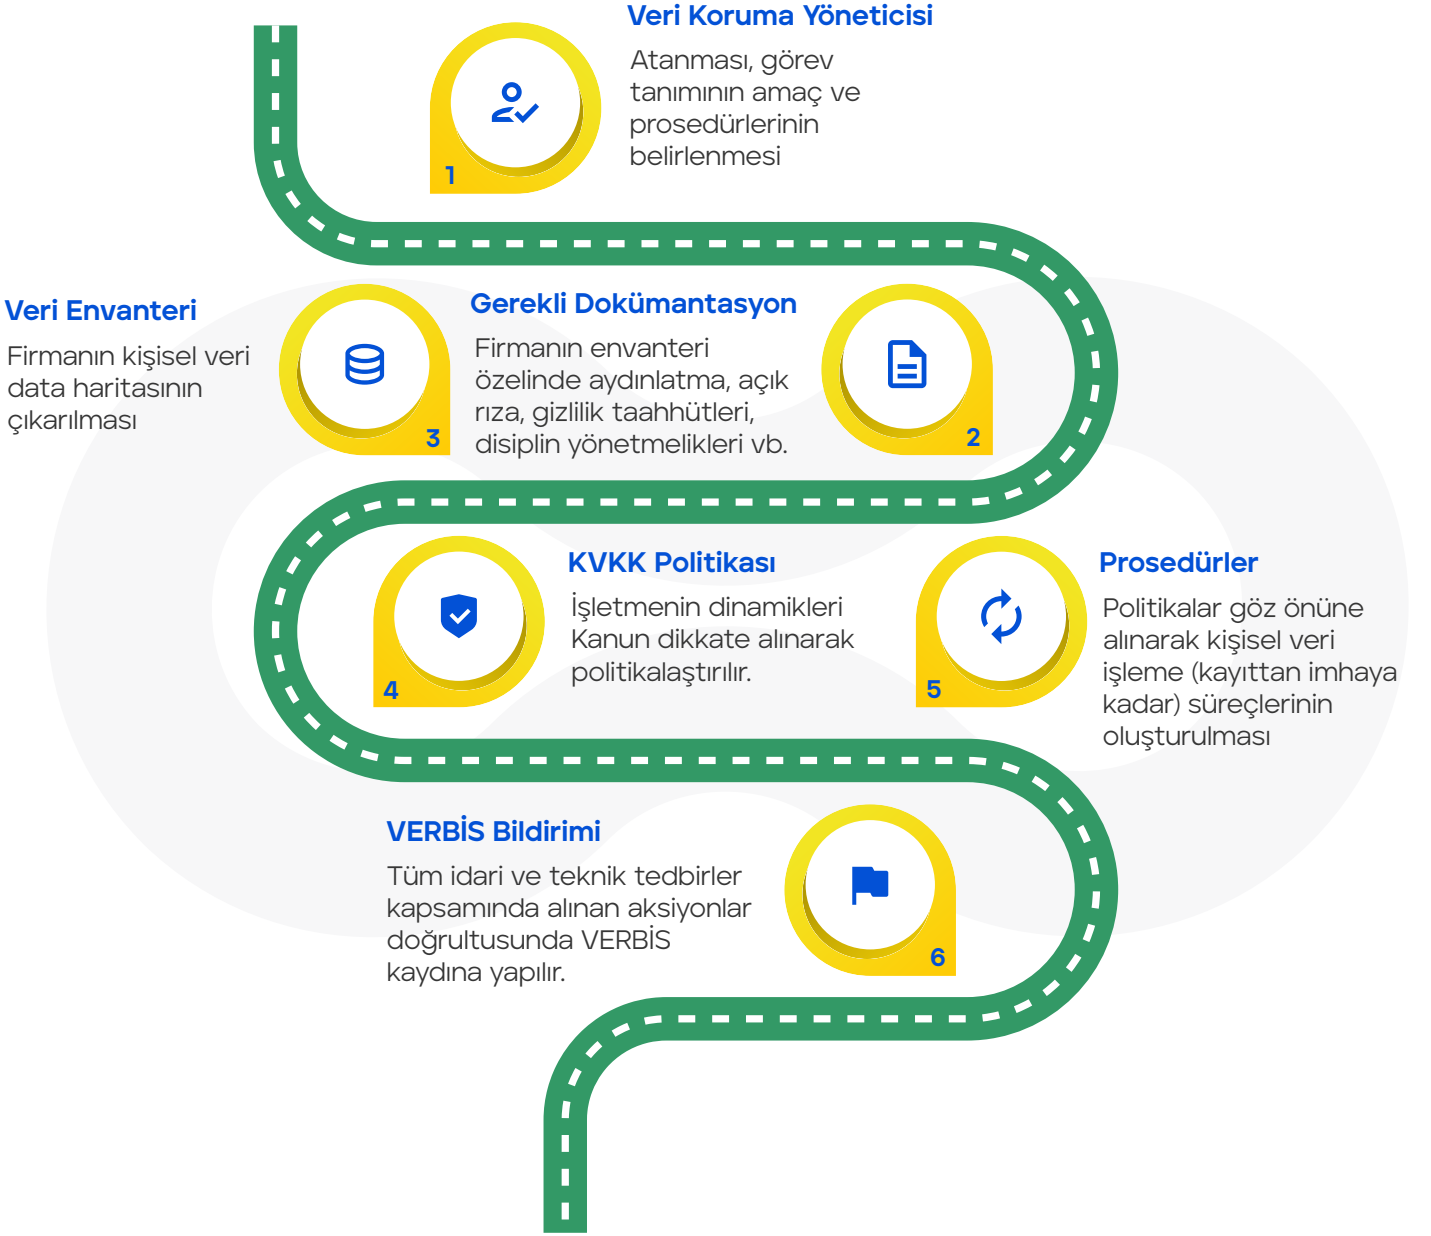 Veri Koruma Yöneticisi
Atanması, görev
tanımının amaç ve
prosedürlerinin
belirlenmesi
1
Gerekli Dokümantasyon
Firmanın envanteri
özelinde aydınlatma, açık
rıza, gizlilik taahhütleri,
disiplin yönetmelikleri vb.
2
Veri Envanteri
Firmanın kişisel veri
data haritasının
çıkarılması
3
KVKK Politikası
İşletmenin dinamikleri
Kanun dikkate alınarak
politikalaştırılır.
4
Prosedürler
Politikalar göz önüne
alınarak kişisel veri
işleme (kayıttan imhaya
kadar) süreçlerinin
oluşturulması
5
VERBİS Bildirimi
Tüm idari ve teknik tedbirler
kapsamında alınan aksiyonlar
doğrultusunda VERBİS
kaydına yapılır.
6